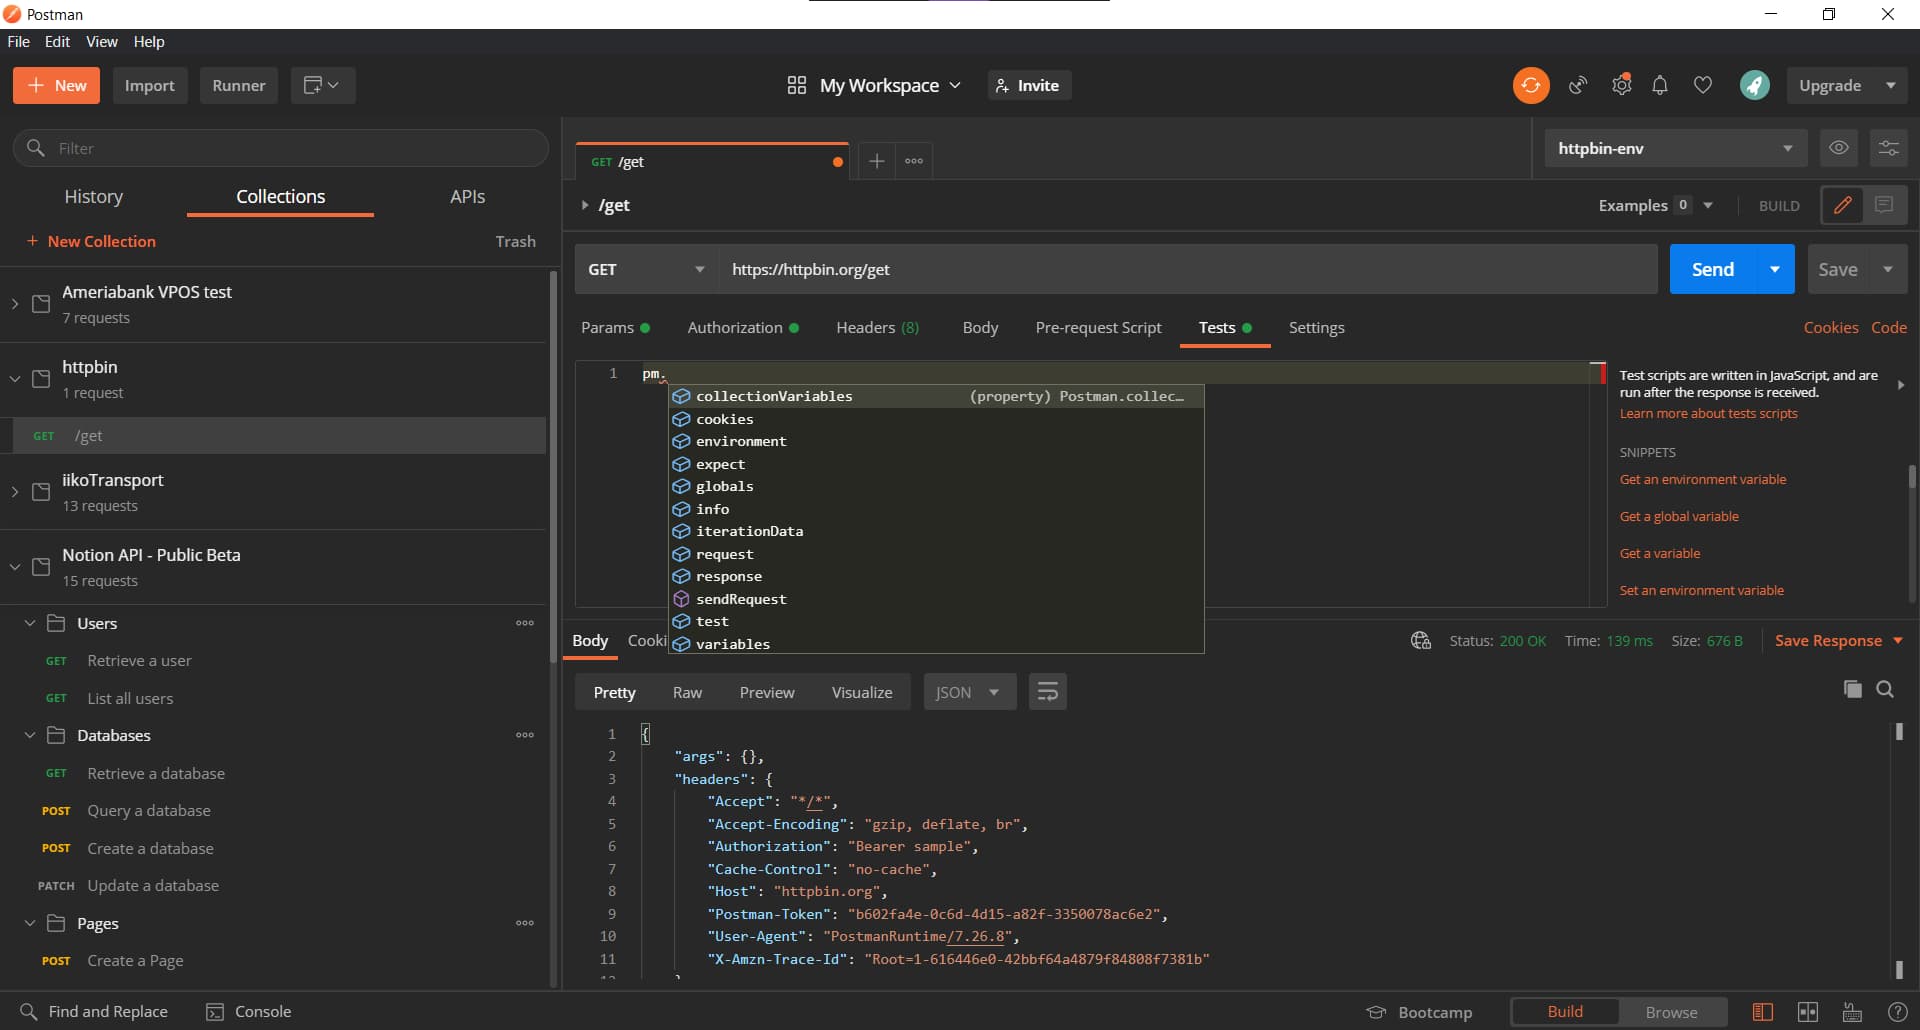 Postman
File Edit View Help
New Import Runner My Workspace Invite Upgrade
Filter
History Collections APIs
New Collection Trash
Ameriabank VPOS test
7 requests
httpbin
1 request
GET /get
iikoTransport
13 requests
Notion API - Public Beta
15 requests
Users
GET Retrieve a user
GET List all users
Databases
GET Retrieve a database
POST Query a database
POST Create a database
PATCH Update a database
Pages
POST Create a Page
GET /get
httpbin-env
/get
Examples 0 BUILD
GET https://httpbin.org/get Send Save
Params Authorization Headers (8) Body Pre-request Script Tests Settings Cookies Code
1 pm.
collectionVariables (property) Postman.collec…
cookies
environment
expect
globals
info
iterationData
request
response
sendRequest
test
variables
Test scripts are written in JavaScript, and are
run after the response is received.
Learn more about tests scripts
SNIPPETS
Get an environment variable
Get a global variable
Get a variable
Set an environment variable
Body Cooki Status: 200 OK Time: 139 ms Size: 676 B Save Response
Pretty Raw Preview Visualize JSON
1 {
2 "args": {},
3 "headers": {
4 "Accept": "*/*",
5 "Accept-Encoding": "gzip, deflate, br",
6 "Authorization": "Bearer sample",
7 "Cache-Control": "no-cache",
8 "Host": "httpbin.org",
9 "Postman-Token": "b602fa4e-0c6d-4d15-a82f-3350078ac6e2",
10 "User-Agent": "PostmanRuntime/7.26.8",
11 "X-Amzn-Trace-Id": "Root=1-616446e0-42bbf64a4879f84808f7381b"
Find and Replace Console Bootcamp Build Browse